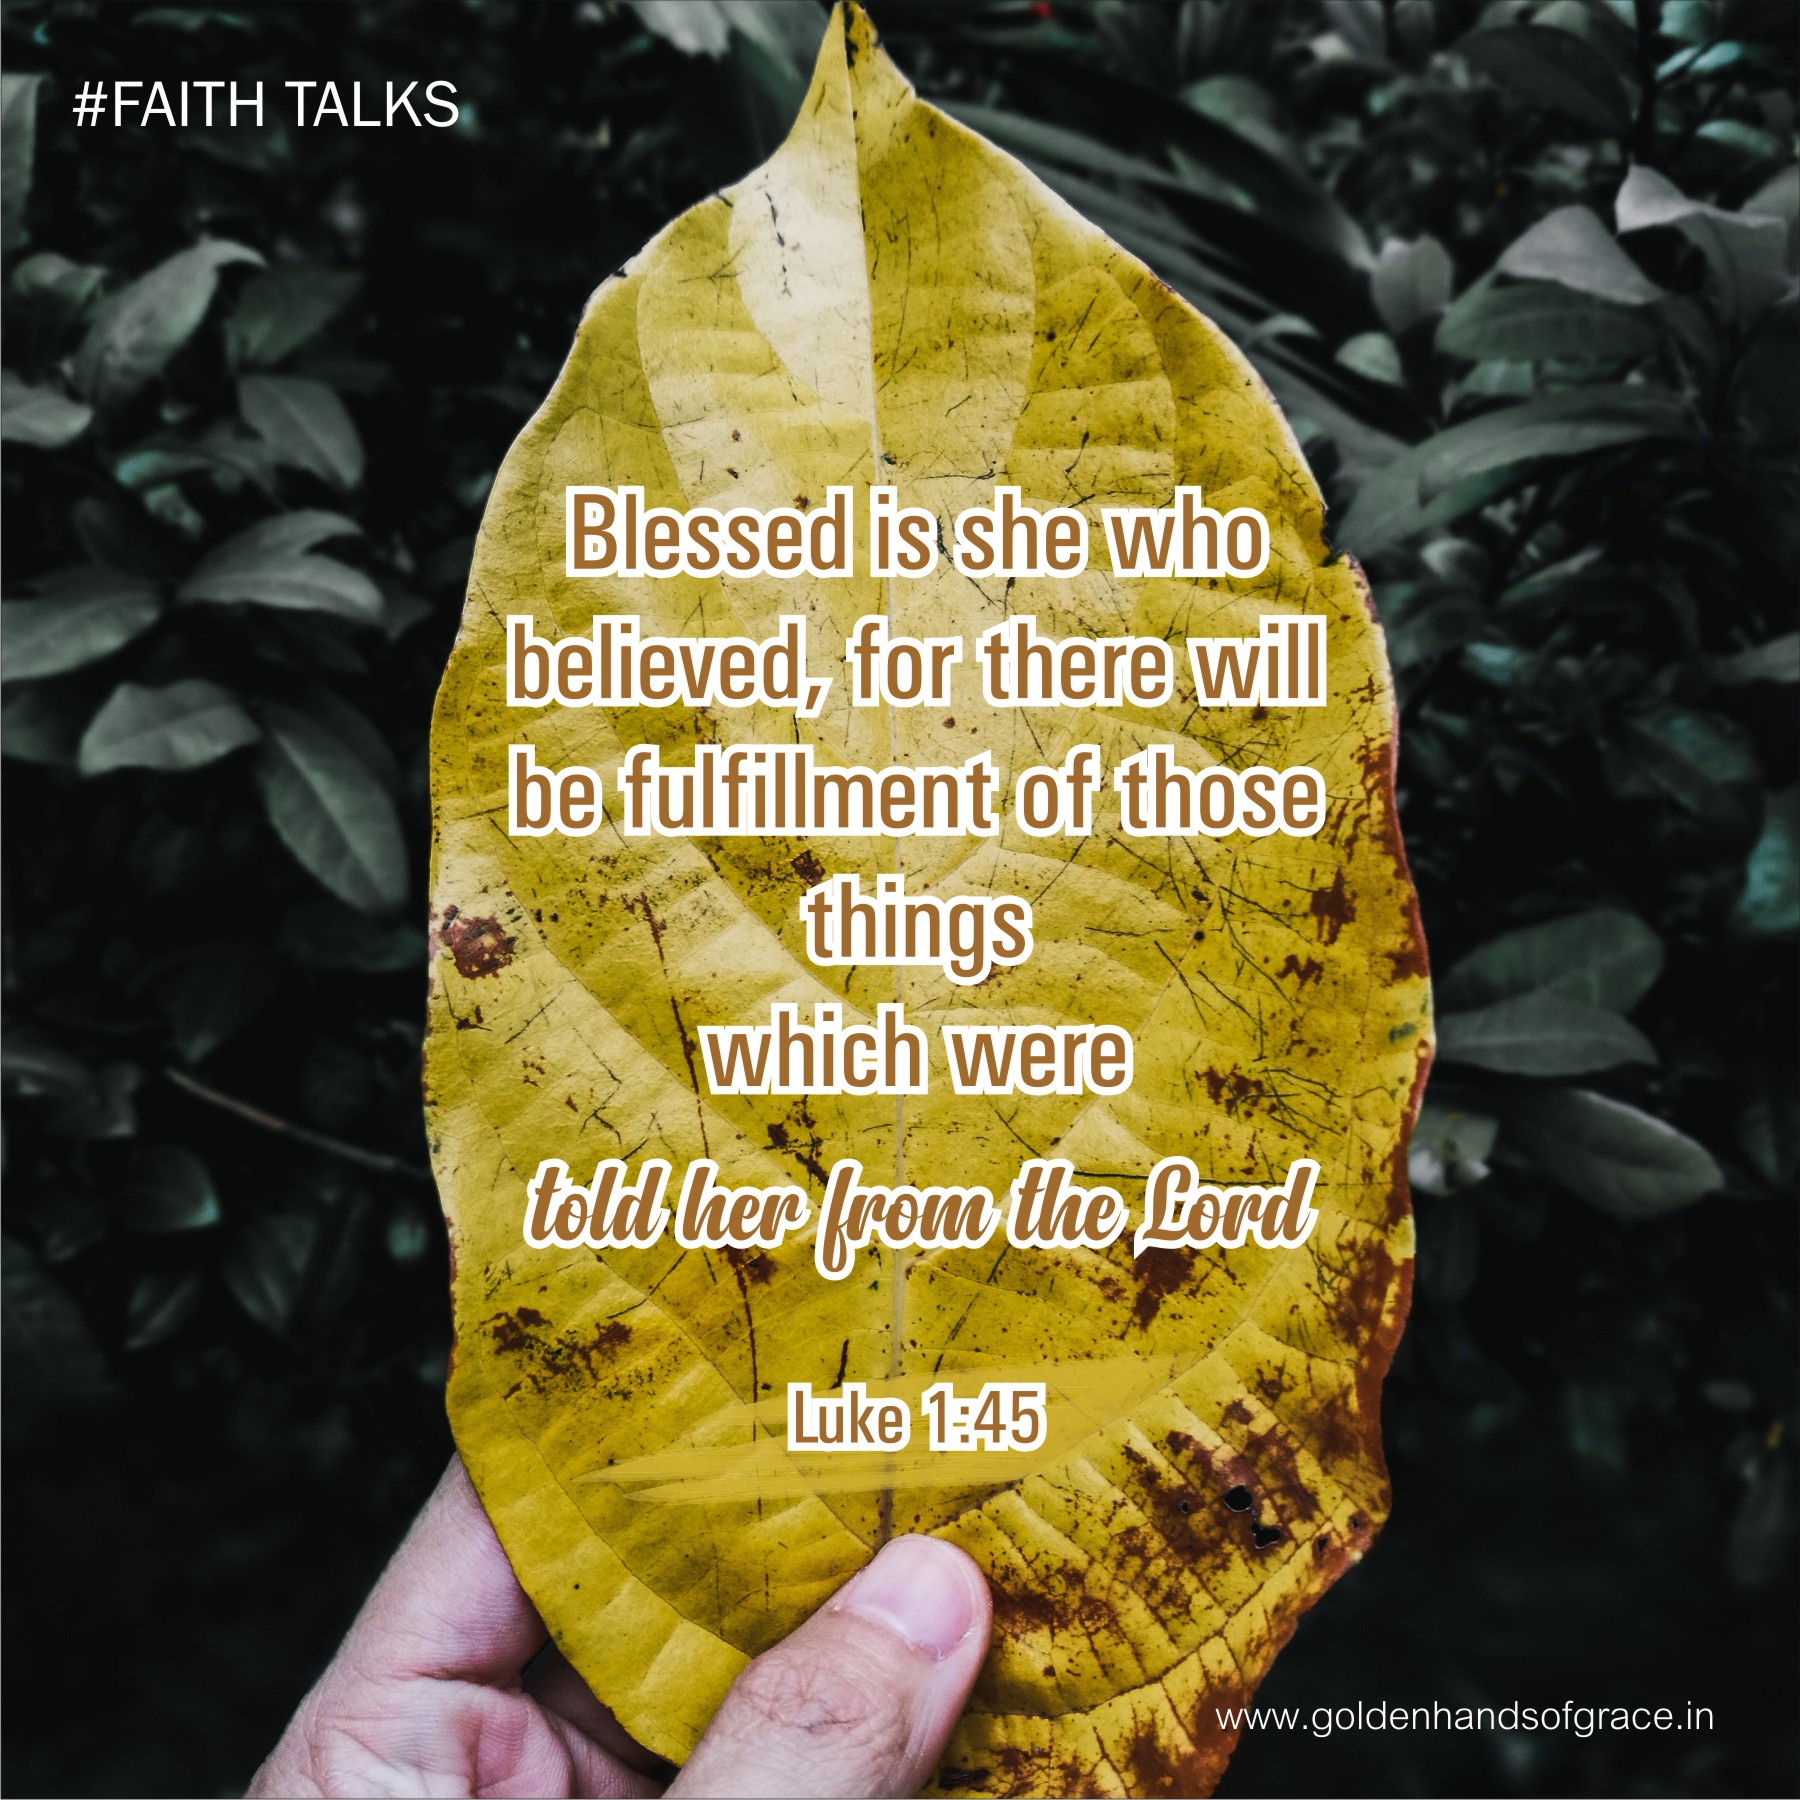 #FAITH TALKS
Blessed is she who
believed, for there will
be fulfillment of those
things
which were
told her from the Lord
Luke 1:45
www.goldenhandsofgrace.in